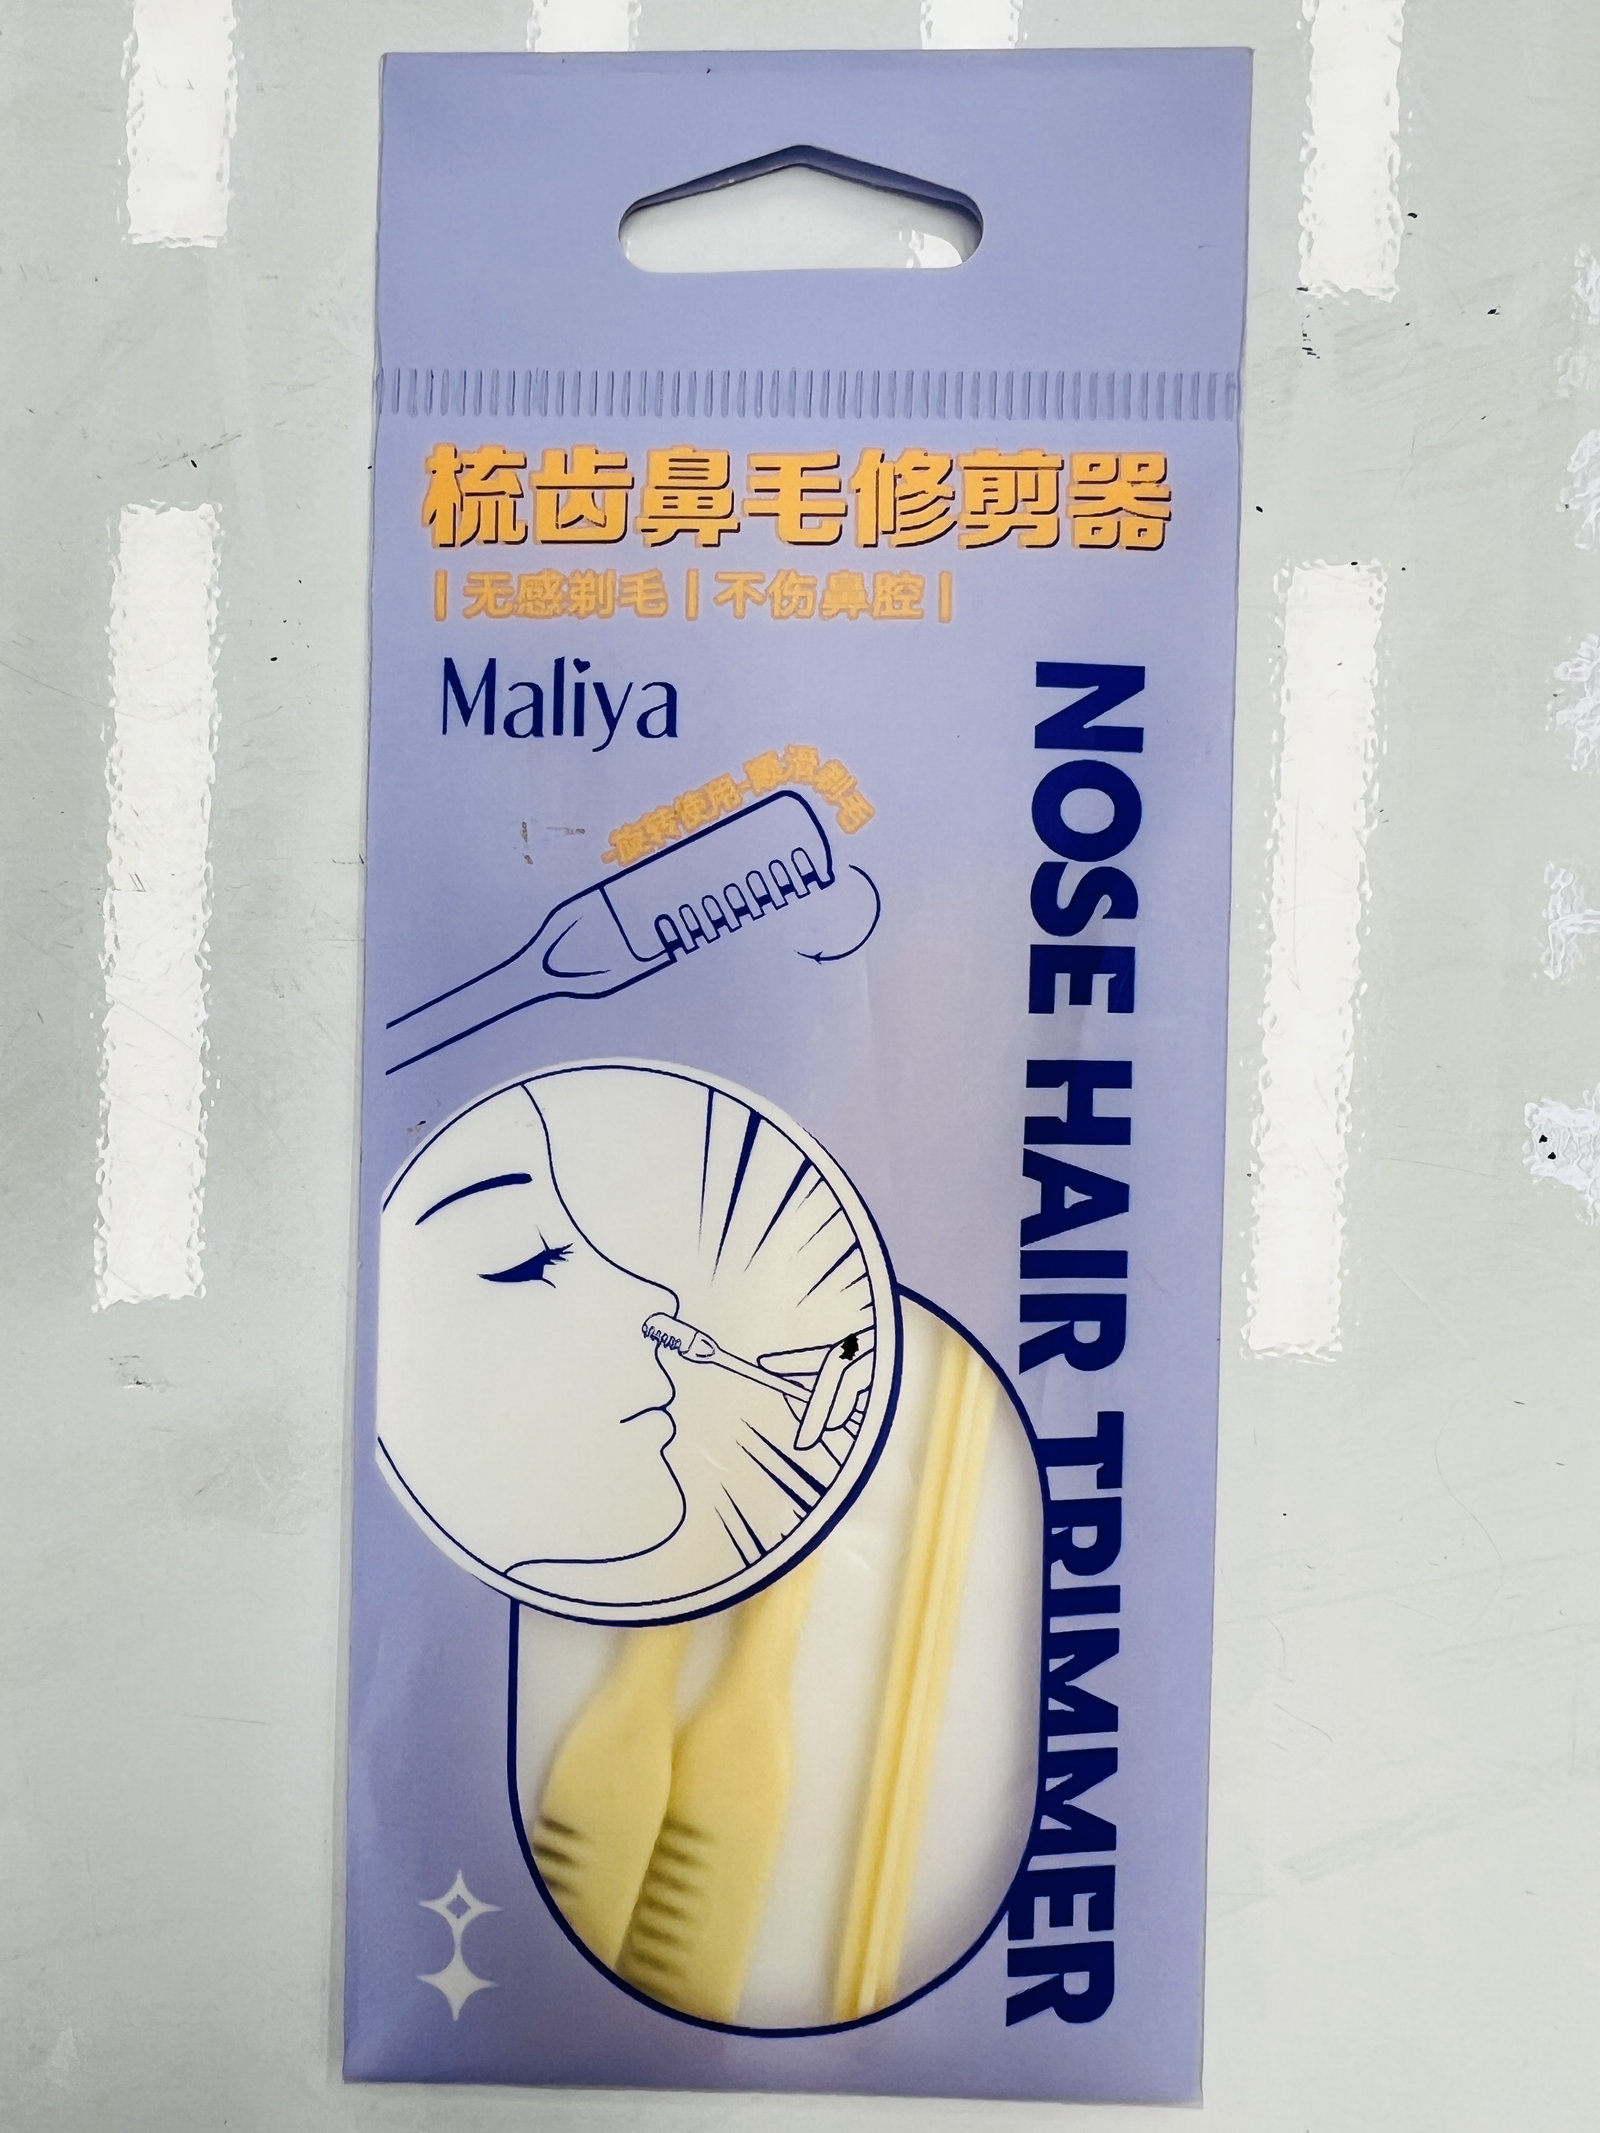 梳齿鼻毛修剪器
|无感剃毛|不伤鼻腔|
Maliya
-旋转使用-顺滑剃毛
NOSE HAIR TRIMMER